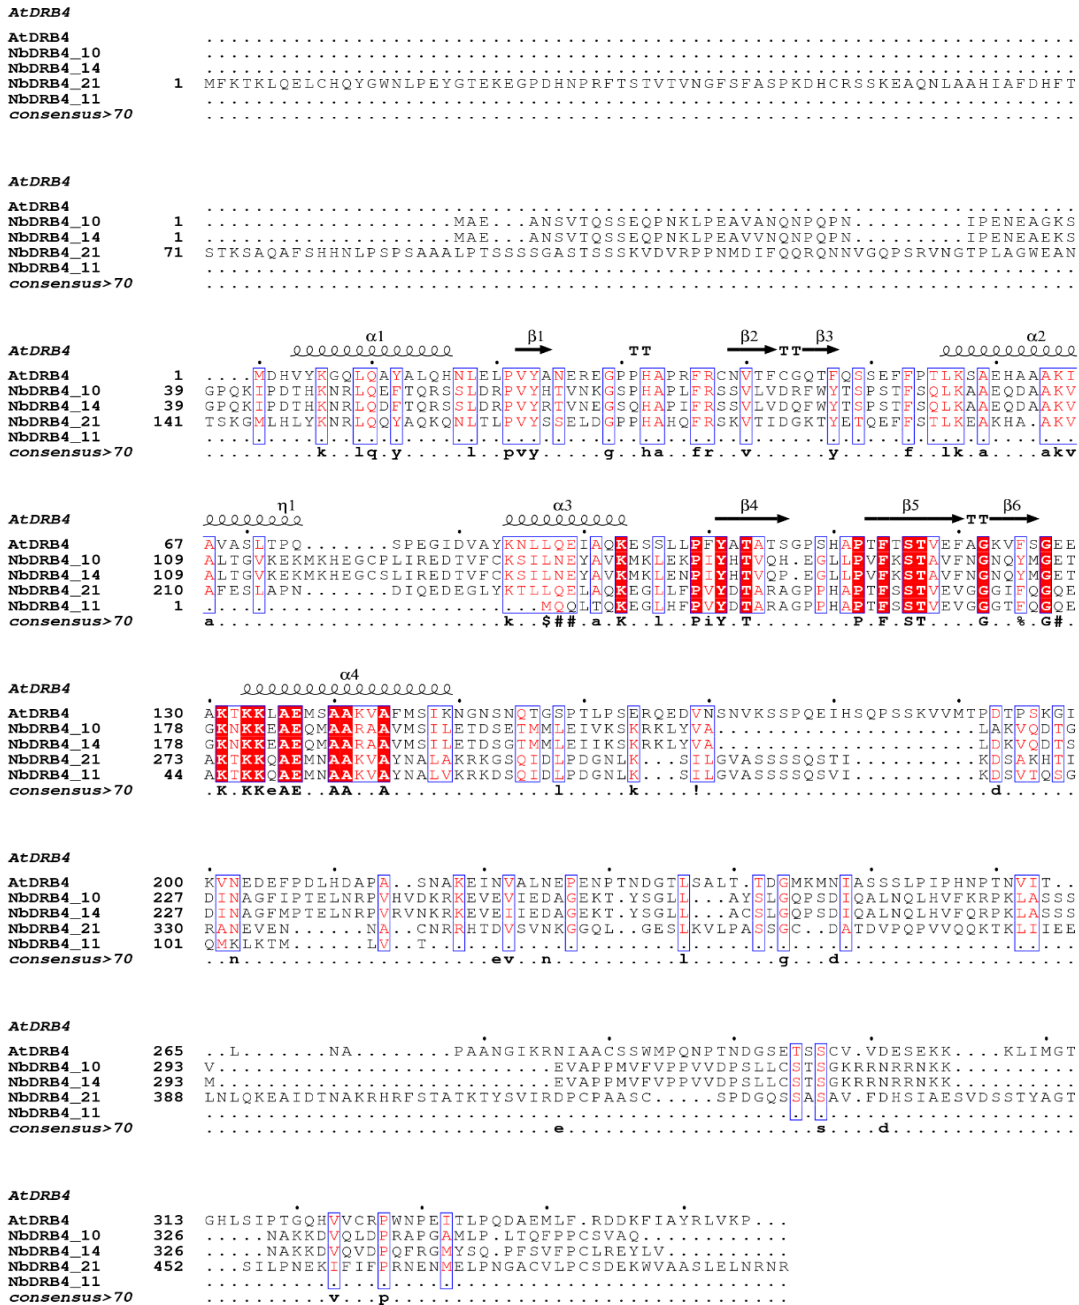 AtDRB4
AtDRB4 . . . . . . . . . . . . . . . . . . . . . . . . . . . . . . . . . . . . . . . . . . . . . . . . . . . . . . . . . . . . . . . . . . . . . .
NbDRB4_10 . . . . . . . . . . . . . . . . . . . . . . . . . . . . . . . . . . . . . . . . . . . . . . . . . . . . . . . . . . . . . . . . . . . . . .
NbDRB4_14 . . . . . . . . . . . . . . . . . . . . . . . . . . . . . . . . . . . . . . . . . . . . . . . . . . . . . . . . . . . . . . . . . . . . . .
NbDRB4_21 1 MFKTKLQELCHQYGWNLPEYGTEKEGPDHNPRFTSTVTVNGFSFASPKDHCRSSKEAQNLAAHIAFDHFT
NbDRB4_11 . . . . . . . . . . . . . . . . . . . . . . . . . . . . . . . . . . . . . . . . . . . . . . . . . . . . . . . . . . . . . . . . . . . . . .
consensus>70 . . . . . . . . . . . . . . . . . . . . . . . . . . . . . . . . . . . . . . . . . . . . . . . . . . . . . . . . . . . . . . . . . . . . . .
AtDRB4
AtDRB4 ......................................................................
NbDRB4_10 1 ....................MAE...ANSVTQSSEQPNKLPEAVANQNPQPN..........IPENEAGKS
NbDRB4_14 1 ....................MAE...ANSVTQSSEQPNKLPEAVVNQNPQPN..........IPENEAEKS
NbDRB4_21 71 STKSAQAFSHHNLPSPSAAALPTSSSSSGASTSSSKVDVRPPNMDIFQQRQNNVGQPSRVNGTPLAGWEAN
NbDRB4_11 ......................................................................
consensus>70 ......................................................................
α1 β1 β2 β3 α2
AtDRB4 TT TT
AtDRB4 1 ....MDHVYKGQLQAYALQHNLELPVYANEREGPPHAPRFRCNVTFCGQTFQSSEFFPTLKSAEHAAAKI
NbDRB4_10 39 GPQKIPDTHKNRLQEFTQRSSLDRPVYHTVNKGSPHAPLFRSSVLVDRFWYTSPSTFSQLKAAEQDAAKV
NbDRB4_14 39 GPQKIPDTHKNRLQDFTQRSSLDRPVYRTVNEGSQHAPIFRSSVLVDQFWYTSPSTFSQLKAAEQDAAKV
NbDRB4_21 141 TSKGMLHLYKNRLQQYAQKQNLTLPVYSSELDGPPHAHQFRSKVTIDGKTYETQEFFSTLKEAKHA.AKV
NbDRB4_11 ......................................................................
consensus>70 .........k..lq.y.....l..pvy.....g..ha..fr..v.......y.....f..lk.a...akv
η1 α3 β4 β5 β6
AtDRB4 TT
AtDRB4 67 AVASLTPQ.......SPEGIDVAYKNLLQEIAQKESSLLPFYATATSGPSHAPTFTSTVEFAGKVFSGEE
NbDRB4_10 109 ALTGVKEKMKHEGCPLIREDTVFCKSILNEYAVKMKLEKPIYHTVQH.EGLLPVFKSTAVFNGNQYMGET
NbDRB4_14 109 ALTGVKEKMKHEGCSLIREDTVFCKSILNEYAVKMKLENPIYHTVQP.EGLLPVFKSTAVFNGNQYMGET
NbDRB4_21 210 AFESLAPN.....DIQEDEGLYKTLLQELAQKEGLLFPVYDTARAGPPHAPTFSSTVEVGGGTFQGQE
NbDRB4_11 1 ...........................MQQLTQKEGLHFPVYDTARAGPPHAPTFSSTVEVGGGTFQGQE
consensus>70 a.......................k..$##.aK..l..PiY.T........P.F.ST....G..%.G#.
α4
AtDRB4
AtDRB4 130 AKTKKLAEMSAAKVAFMSIKNGNSNQTGSPTLPSERQEDVNSNVKSSPQEIHSQPSSKVVMTPDTPSKGI
NbDRB4_10 178 GKNKKEAEQMAARAAVMSILETDSETMMLEIVKSKRKLYVA....................LAKVQDTG
NbDRB4_14 178 GKNKKEAEQMAARAAVMSILETDSGTMMLEIIKSKRKLYVA....................LDKVQDTS
NbDRB4_21 273 AKTKKQAEMNAAKVAYNALAKRKGSQIDLPDGNLK...SILGVASSSSQSTI.........KDSAKHTI
NbDRB4_11 44 AKTKKQAEMNAAKVAYNALVKRKDSQIDLPDGNLK...SILGVASSSSQSVI.........KDSVTQSG
consensus>70 .K.KKeAE..AA..A.............l.....k....!.......................d......
AtDRB4
AtDRB4 200 KVNEDEFPDLHDAPA..SNAKEINVALNEPENPTNDGTLSALT.TDGMKMNIASSSLPIPHNPTNVIT..
NbDRB4_10 227 DINAGFIPTELNRPVHVDKRKEVEVIEDAGEKT.YSGLL...AYSLGQPSDIQALNQLHVFKRPKLASSS
NbDRB4_14 227 DINAGFMPTELNRPVRVNKRKEVEIIEDAGEKT.YSGLL...ACSLGQPSDIQALNQLHVFQRPKLASSS
NbDRB4_21 330 RANEVEN....NA..CNRRHTDVSVNKGGQL.GESLKVLPASSGC..DATDVPQPVVQQKTKLIIEE
NbDRB4_11 101 QMKLKTM....LV..T.....................................................
consensus>70 ..n....................ev..n..........l.......g...d...................
AtDRB4
AtDRB4 265 ..L.......NA.........PAANGIKRNIAACSSWMPQNPTNDGSETSSCV.VDESEKK....KLIMGT
NbDRB4_10 293 V...........................EVAPPMVFVPPVVDPSLLCSTSGKRRNRRNKK.......
NbDRB4_14 293 M...........................EVAPPMVFVPPVVDPSLLCSTSGKRRNRRNKK.......
NbDRB4_21 388 LNLQKEAIDTNAKRHRFSTATKTYSVIRDPCPAASC.....SPDGQSSASAV.FDHSIAESVDSSTYAGT
NbDRB4_11 ......................................................................
consensus>70 ............................e....................s....d...............
AtDRB4
AtDRB4 313 GHLSIPTGQHVVCRPWNPEITLPQDAEMLF.RDDKFIAYRLVKP...
NbDRB4_10 326 .....NAKKDVQLDPRAPGAMLP.LTQFPPCSVAQ............
NbDRB4_14 326 .....NAKKDVQVDPQFRGMYSQ.PFSVFPCLREYLV..........
NbDRB4_21 452 ...SILPNEKIFIFPRNENMELPNGACVLPCSDEKWVAASLELNRNR
NbDRB4_11 ...............................................
consensus>70 ..........v...p................................